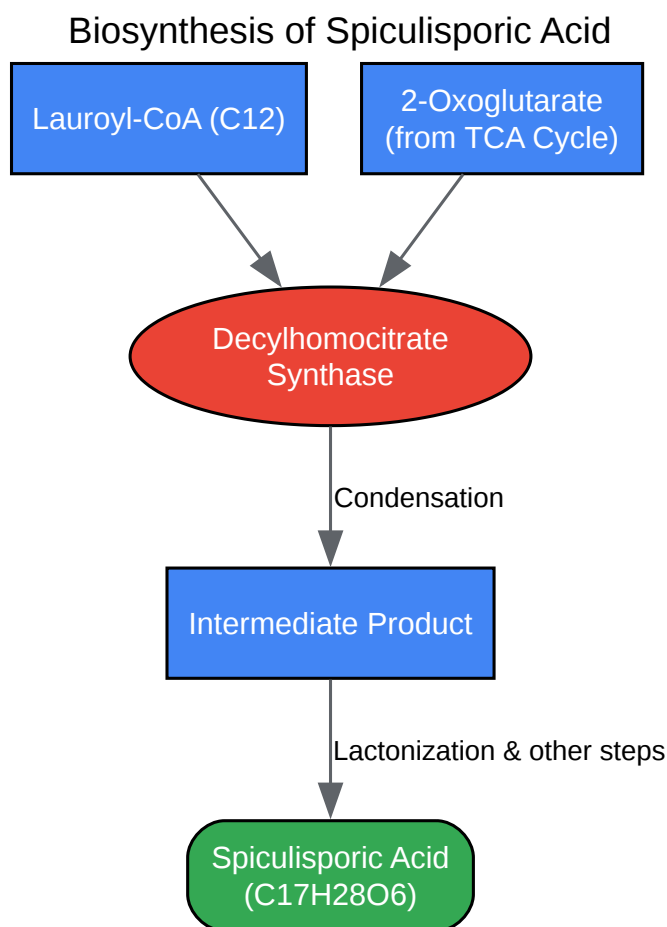 Biosynthesis of Spiculisporic Acid
Lauroyl-CoA (C12)
2-Oxoglutarate
(from TCA Cycle)
Decylhomocitrate
Synthase
Condensation
Intermediate Product
Lactonization & other steps
Spiculisporic Acid
(C17H28O6)